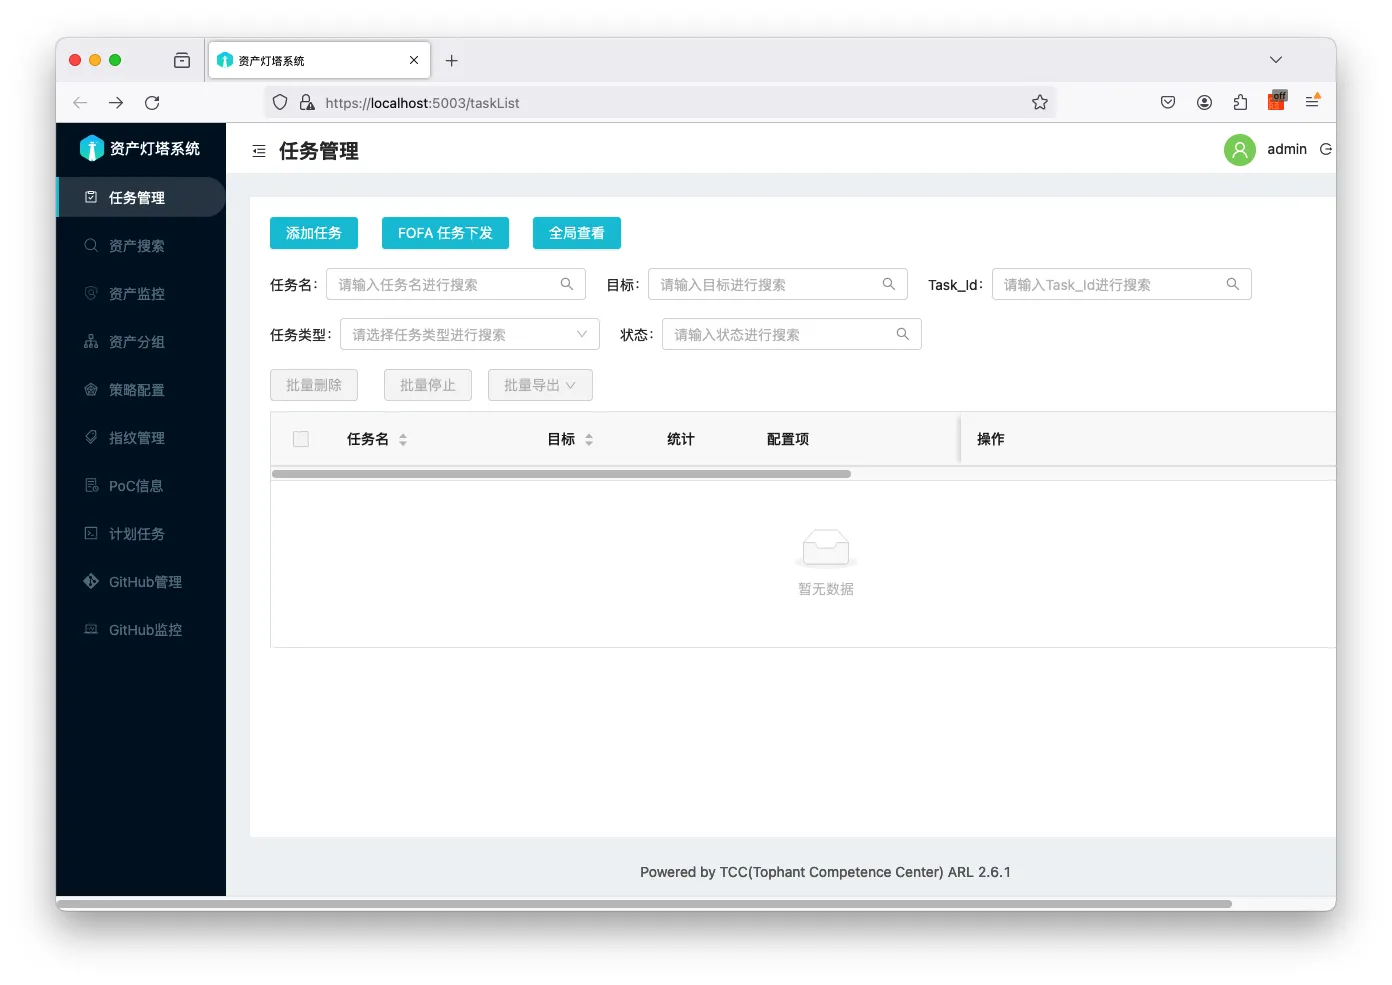 资产灯塔系统
https://localhost:5003/taskList
off
资产灯塔系统
任务管理
admin
任务管理
资产搜索
资产监控
资产分组
策略配置
指纹管理
PoC信息
计划任务
GitHub管理
GitHub监控
添加任务 FOFA 任务下发 全局查看
任务名: 请输入任务名进行搜索 目标: 请输入目标进行搜索 Task_Id: 请输入Task_Id进行搜索
任务类型: 请选择任务类型进行搜索 状态: 请输入状态进行搜索
批量删除 批量停止 批量导出
任务名 目标 统计 配置项 操作
暂无数据
Powered by TCC(Tophant Competence Center) ARL 2.6.1